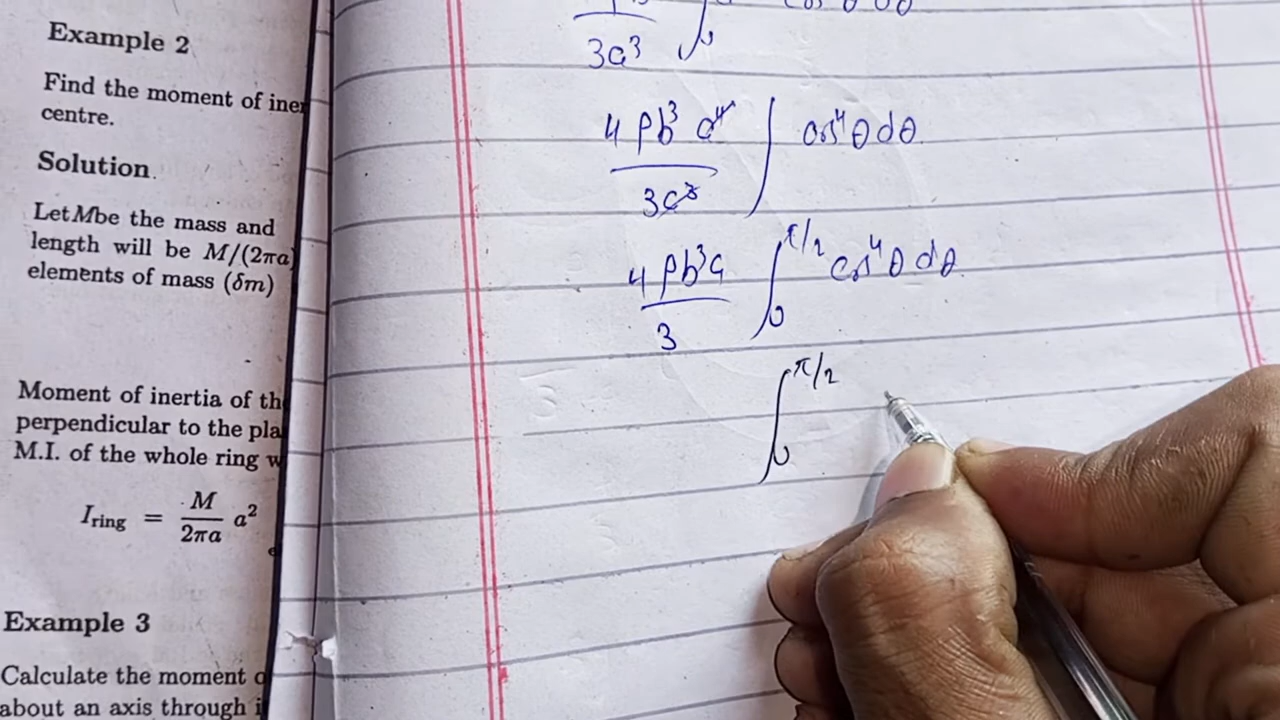 Example 2
Find the moment of iner
centre.
Solution
Let M be the mass and
length will be M/(2πa)
elements of mass (δm)
Moment of inertia of th
perpendicular to the pla
M.I. of the whole ring w
I_ring = M/2πa a²
Example 3
Calculate the moment o
about an axis through i
3a³ ∫ θ dθ
4ρb³a⁴/3a³ ∫ cos⁴θ dθ
4ρb³a/3 ∫₀^π/2 cos⁴θ dθ
∫₀^π/2